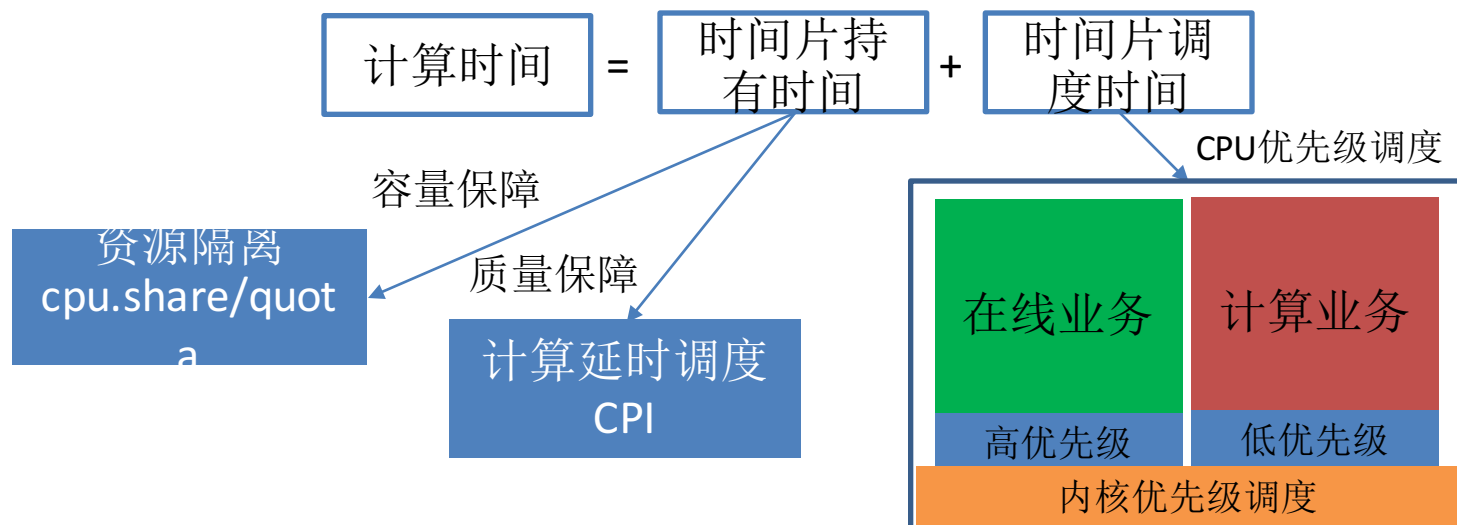 计算时间
=
时间片持
有时间
+
时间片调
度时间
CPU优先级调度
容量保障
资源隔离
cpu.share/quot
a
质量保障
计算延时调度
CPI
在线业务
计算业务
高优先级
低优先级
内核优先级调度